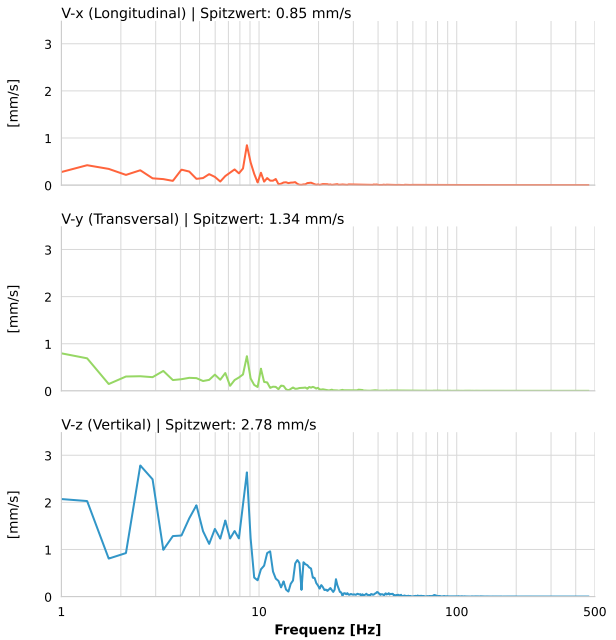 V-x (Longitudinal) | Spitzwert: 0.85 mm/s
3
2
1
0
[mm/s]
V-y (Transversal) | Spitzwert: 1.34 mm/s
3
2
1
0
[mm/s]
V-z (Vertikal) | Spitzwert: 2.78 mm/s
3
2
1
0
[mm/s]
1 10 100 500
Frequenz [Hz]